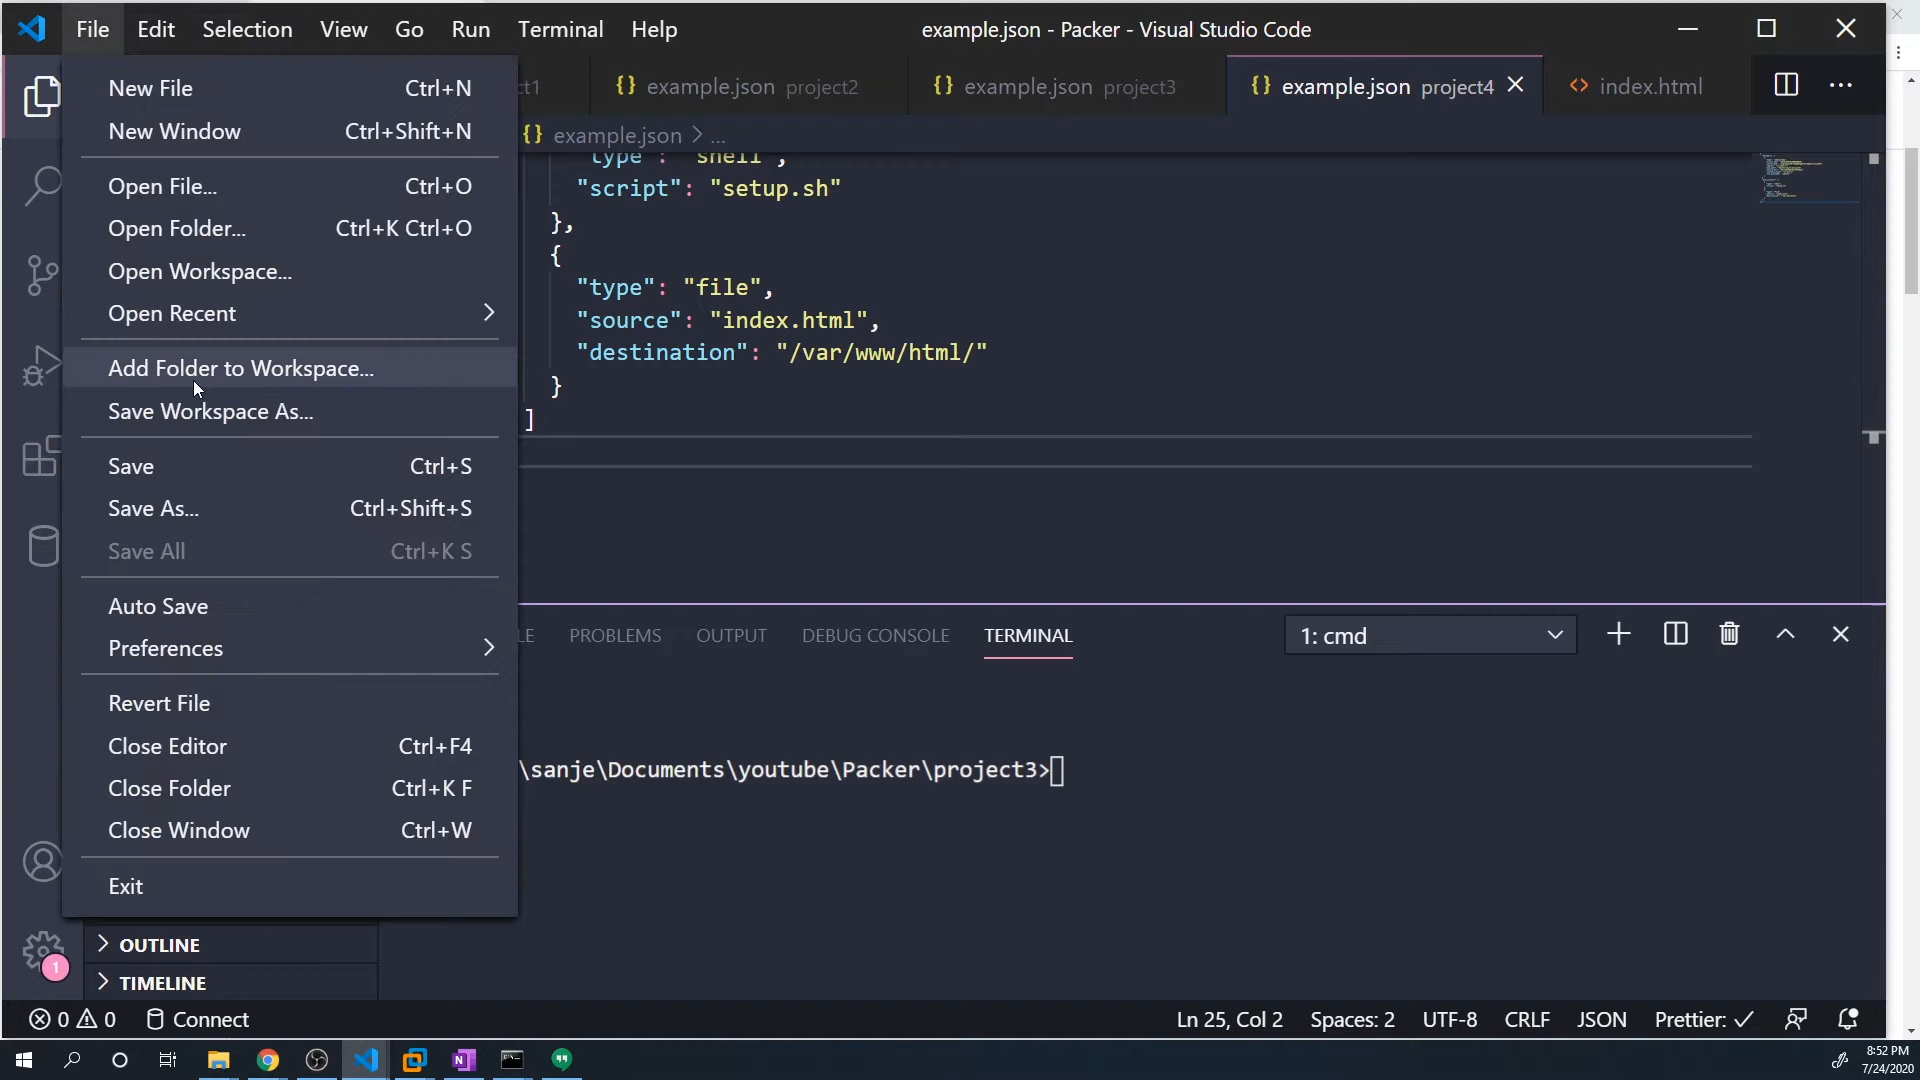 File Edit Selection View Go Run Terminal Help example.json - Packer - Visual Studio Code
New File Ctrl+N
New Window Ctrl+Shift+N
Open File... Ctrl+O
Open Folder... Ctrl+K Ctrl+O
Open Workspace...
Open Recent
Add Folder to Workspace...
Save Workspace As...
Save Ctrl+S
Save As... Ctrl+Shift+S
Save All Ctrl+K S
Auto Save
Preferences
Revert File
Close Editor Ctrl+F4
Close Folder Ctrl+K F
Close Window Ctrl+W
Exit
ct1 {} example.json project2 {} example.json project3 {} example.json project4 <> index.html ...
{} example.json > ...
"type": "shell",
"script": "setup.sh"
},
{
"type": "file",
"source": "index.html",
"destination": "/var/www/html/"
}
]
LE PROBLEMS OUTPUT DEBUG CONSOLE TERMINAL 1: cmd
\sanje\Documents\youtube\Packer\project3>
OUTLINE
TIMELINE
1
0 0 Connect Ln 25, Col 2 Spaces: 2 UTF-8 CRLF JSON Prettier: ✓
8:52 PM
7/24/2020